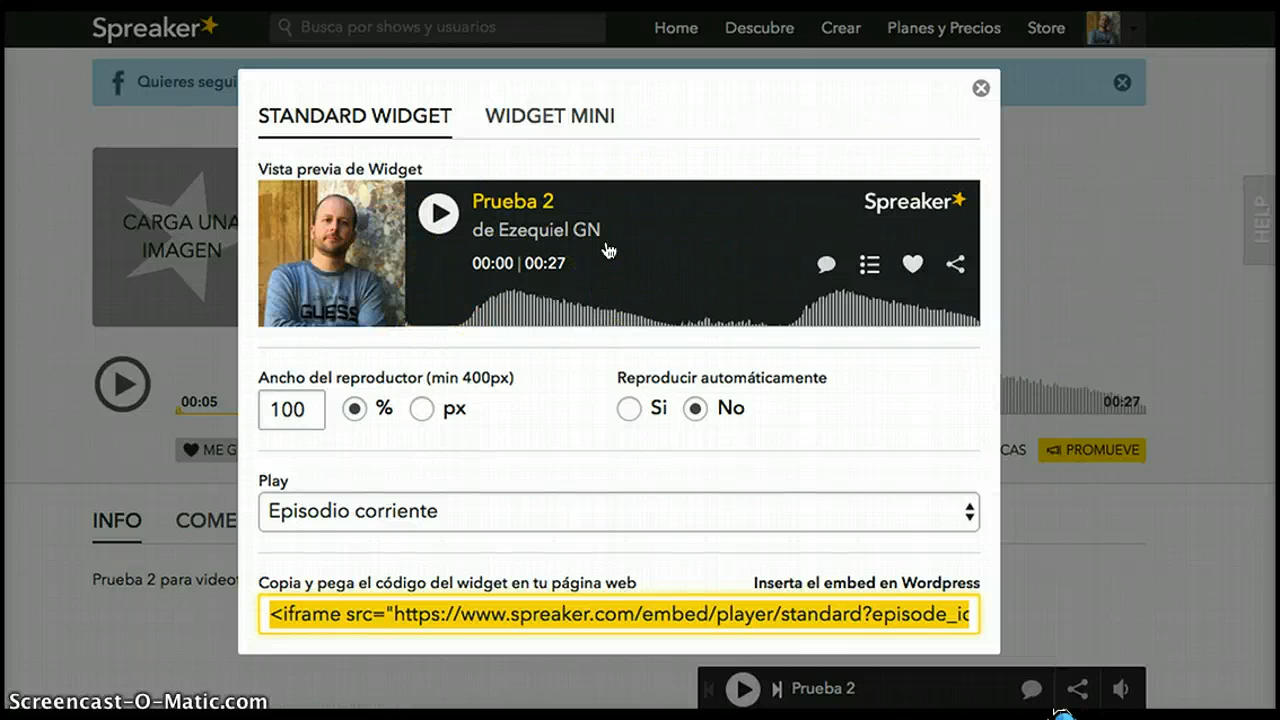 Spreaker
Busca por shows y usuarios
Home
Descubre
Crear
Planes y Precios
Store
Quieres segui
STANDARD WIDGET
WIDGET MINI
Vista previa de Widget
CARGA UNA
IMAGEN
Prueba 2
de Ezequiel GN
00:00 | 00:27
Spreaker
GUESS
HELP
Ancho del reproductor (min 400px)
Reproducir automáticamente
100
%
px
Si
No
00:05
00:27
ME G
CAS
PROMUEVE
Play
Episodio corriente
INFO
COME
Prueba 2 para videot
Copia y pega el código del widget en tu página web
Inserta el embed en Wordpress
<iframe src="https://www.spreaker.com/embed/player/standard?episode_ic
Prueba 2
Screencast-O-Matic.com